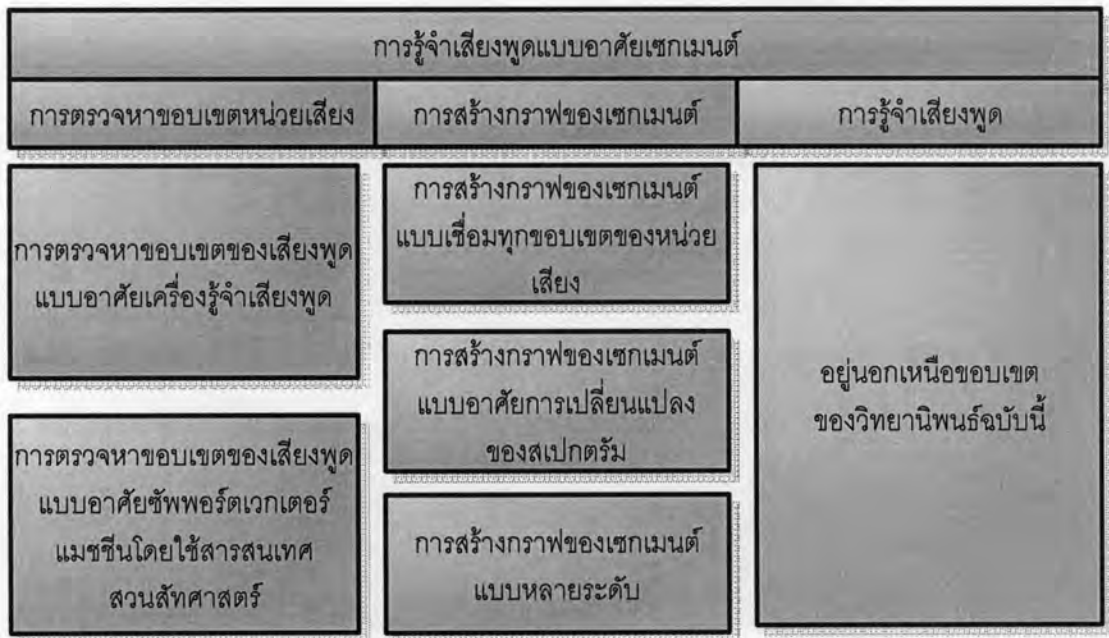 การรู้จำเสียงพูดแบบอาศัยเซกเมนต์
การตรวจหาขอบเขตหน่วยเสียง
การสร้างกราฟของเซกเมนต์
การรู้จำเสียงพูด
การตรวจหาขอบเขตของเสียงพูด
แบบอาศัยเครื่องรู้จำเสียงพูด
การตรวจหาขอบเขตของเสียงพูด
แบบอาศัยซัพพอร์ตเวกเตอร์
แมชชีนโดยใช้สารสนเทศ
สวนสัทศาสตร์
การสร้างกราฟของเซกเมนต์
แบบเชื่อมทุกขอบเขตของหน่วย
เสียง
การสร้างกราฟของเซกเมนต์
แบบอาศัยการเปลี่ยนแปลง
ของสเปกตรัม
การสร้างกราฟของเซกเมนต์
แบบหลายระดับ
อยู่นอกเหนือขอบเขต
ของวิทยานิพนธ์ฉบับนี้